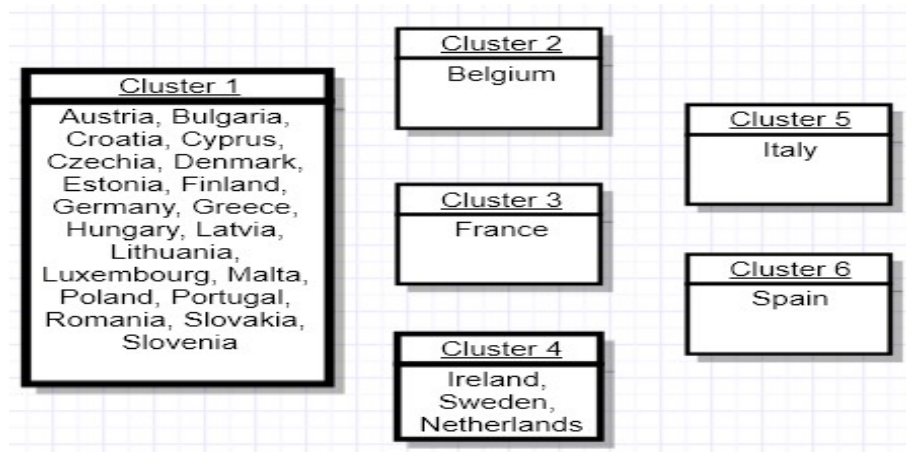 Cluster 1
Austria, Bulgaria,
Croatia, Cyprus,
Czechia, Denmark,
Estonia, Finland,
Germany, Greece,
Hungary, Latvia,
Lithuania,
Luxembourg, Malta,
Poland, Portugal,
Romania, Slovakia,
Slovenia
Cluster 2
Belgium
Cluster 3
France
Cluster 4
Ireland,
Sweden,
Netherlands
Cluster 5
Italy
Cluster 6
Spain